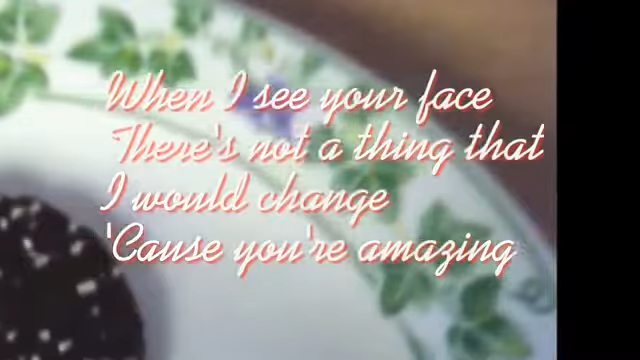 When I see your face
There's not a thing that
I would change
'Cause you're amazing